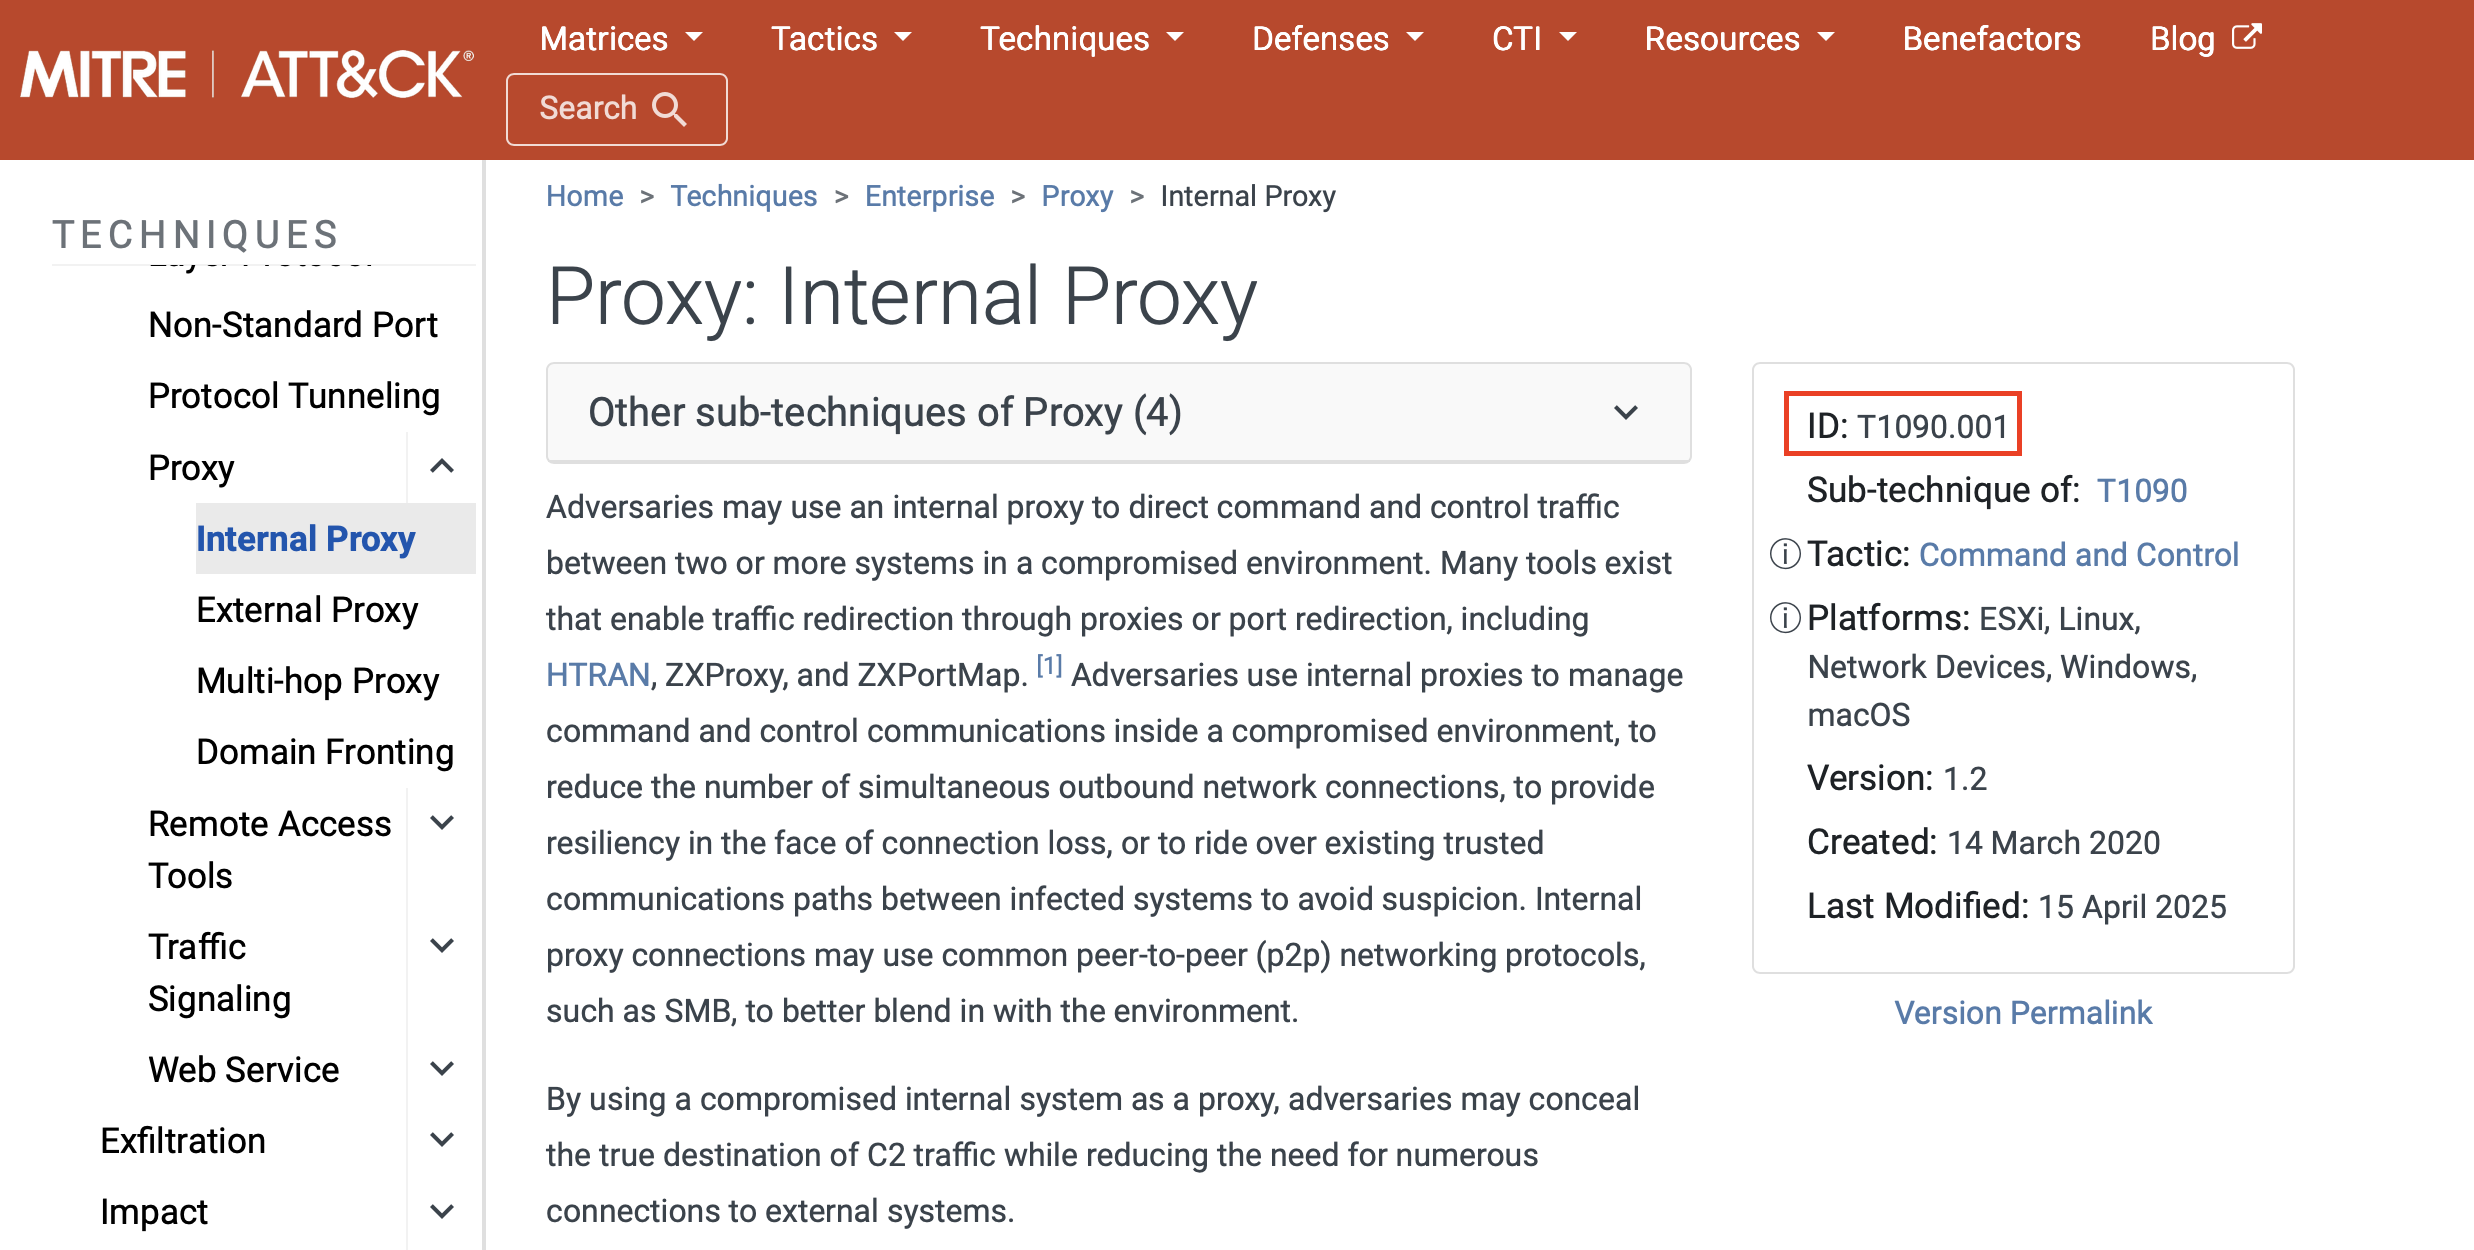 MITRE | ATT&CK®
Matrices
Tactics
Techniques
Defenses
CTI
Resources
Benefactors
Blog
Search
TECHNIQUES
Non-Standard Port
Protocol Tunneling
Proxy
Internal Proxy
External Proxy
Multi-hop Proxy
Domain Fronting
Remote Access
Tools
Traffic
Signaling
Web Service
Exfiltration
Impact
Home > Techniques > Enterprise > Proxy > Internal Proxy
Proxy: Internal Proxy
Other sub-techniques of Proxy (4)
Adversaries may use an internal proxy to direct command and control traffic
between two or more systems in a compromised environment. Many tools exist
that enable traffic redirection through proxies or port redirection, including
HTRAN, ZXProxy, and ZXPortMap. [1] Adversaries use internal proxies to manage
command and control communications inside a compromised environment, to
reduce the number of simultaneous outbound network connections, to provide
resiliency in the face of connection loss, or to ride over existing trusted
communications paths between infected systems to avoid suspicion. Internal
proxy connections may use common peer-to-peer (p2p) networking protocols,
such as SMB, to better blend in with the environment.
By using a compromised internal system as a proxy, adversaries may conceal
the true destination of C2 traffic while reducing the need for numerous
connections to external systems.
ID: T1090.001
Sub-technique of: T1090
Tactic: Command and Control
Platforms: ESXi, Linux,
Network Devices, Windows,
macOS
Version: 1.2
Created: 14 March 2020
Last Modified: 15 April 2025
Version Permalink